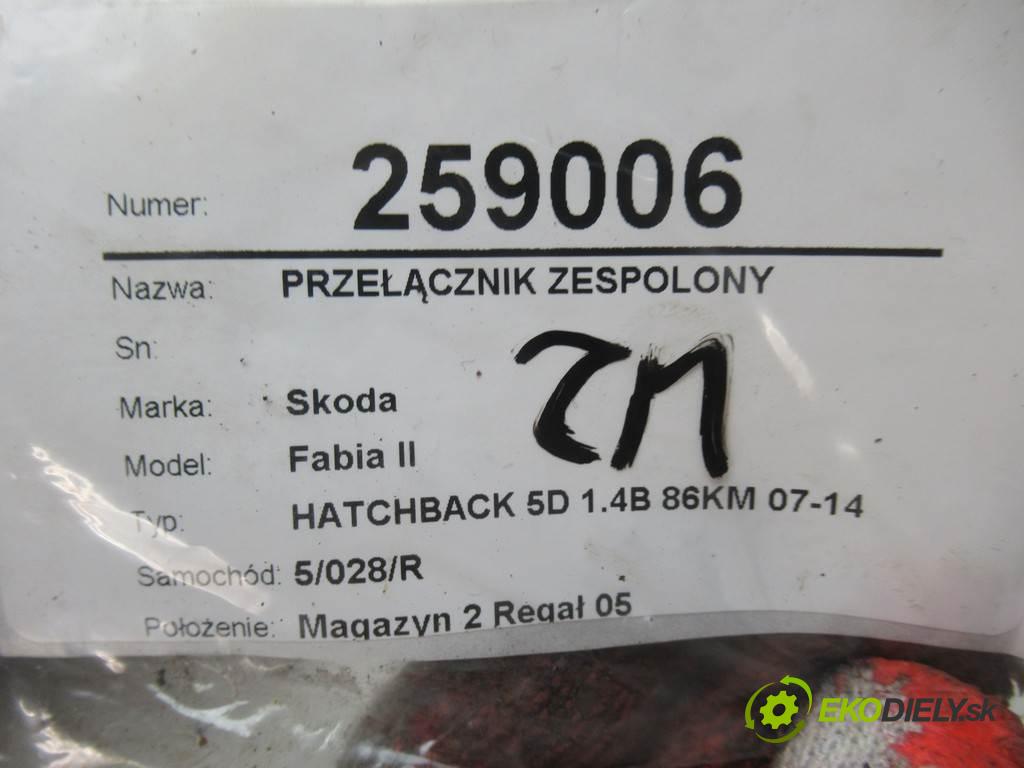 Numer: 259006
Nazwa: PRZEŁĄCZNIK ZESPOLONY
Sn:
Marka: Skoda
Model: Fabia II
Typ: HATCHBACK 5D 1.4B 86KM 07-14
Samochód: 5/028/R
Położenie: Magazyn 2 Regał 05
EKODIELY.sk